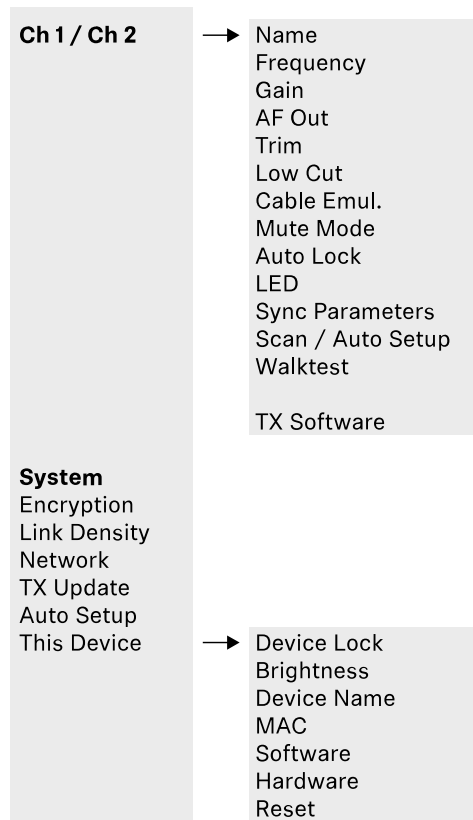 Ch 1 / Ch 2
Name
Frequency
Gain
AF Out
Trim
Low Cut
Cable Emul.
Mute Mode
Auto Lock
LED
Sync Parameters
Scan / Auto Setup
Walktest
TX Software
System
Encryption
Link Density
Network
TX Update
Auto Setup
This Device
Device Lock
Brightness
Device Name
MAC
Software
Hardware
Reset